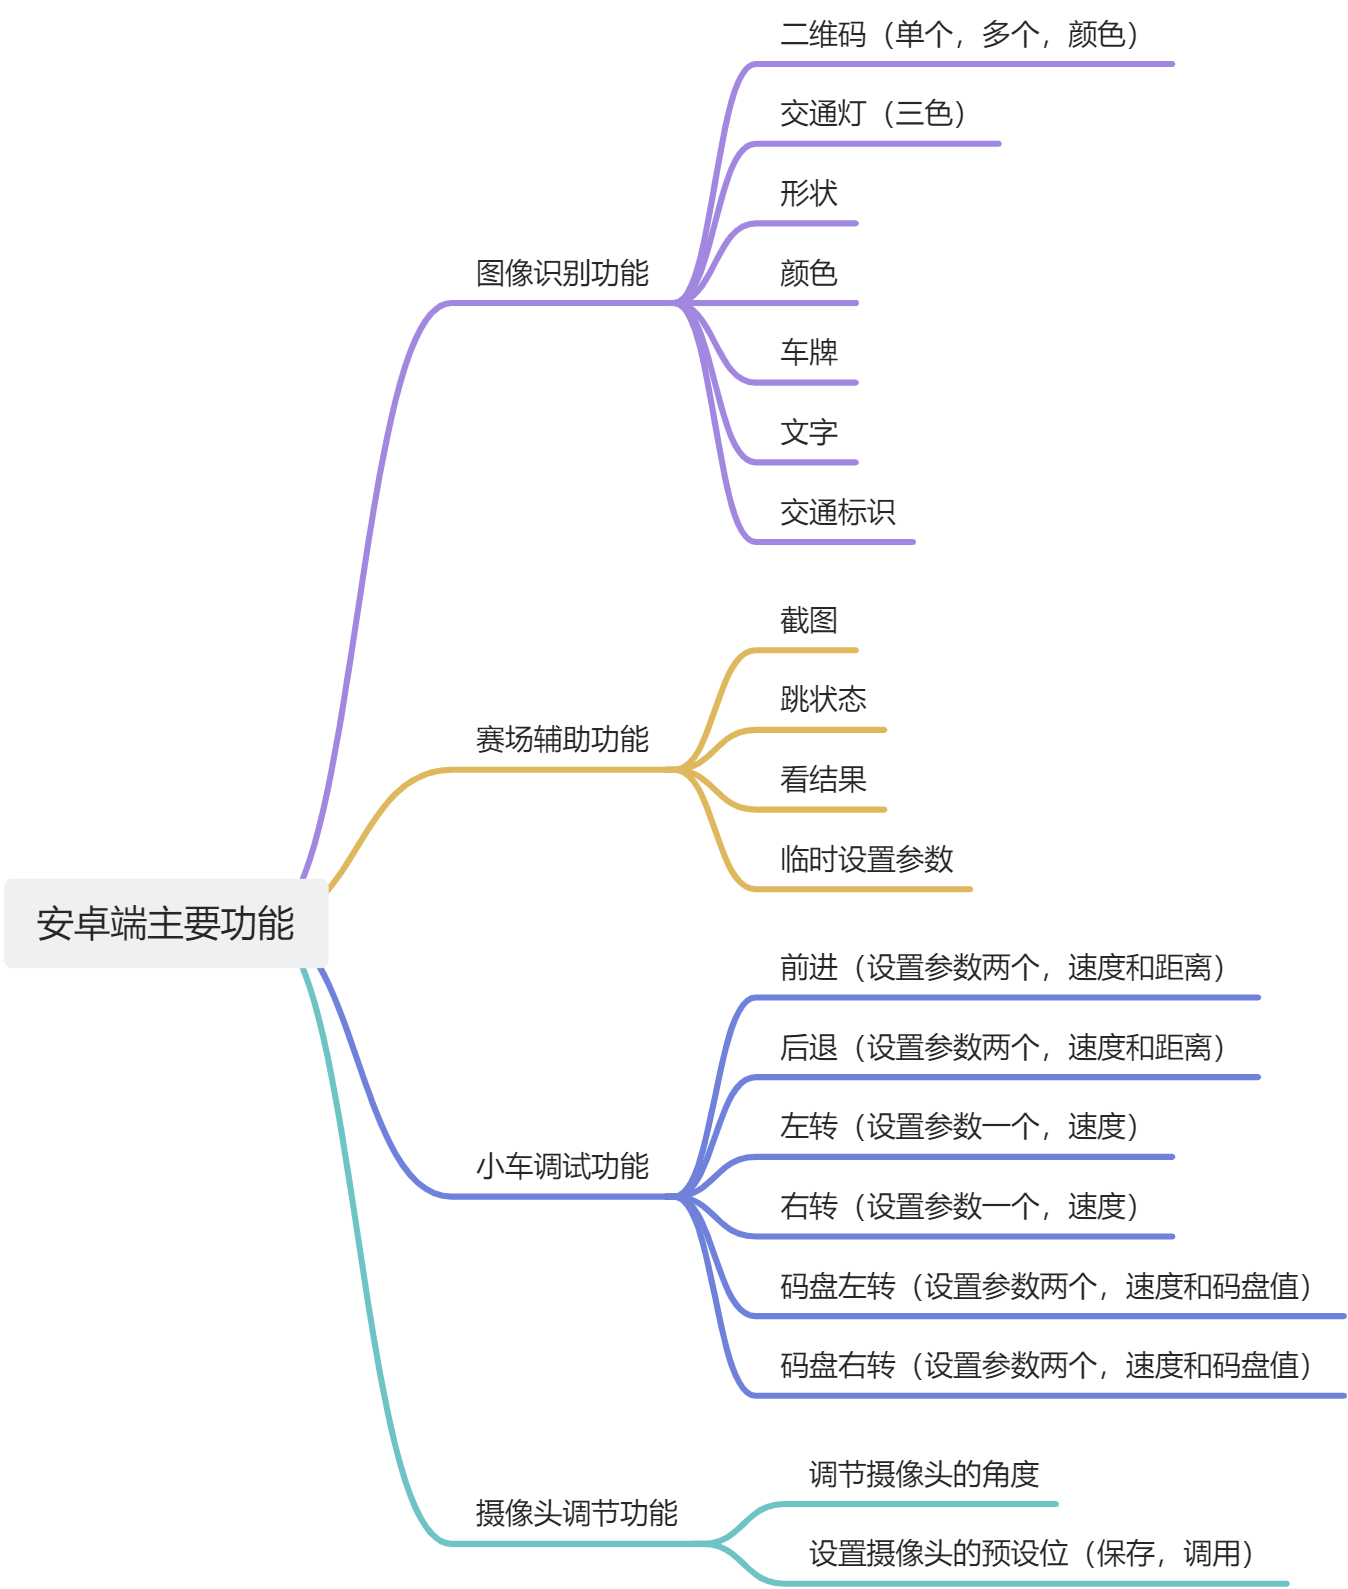 安卓端主要功能
图像识别功能
二维码（单个，多个，颜色）
交通灯（三色）
形状
颜色
车牌
文字
交通标识
赛场辅助功能
截图
跳状态
看结果
临时设置参数
小车调试功能
前进（设置参数两个，速度和距离）
后退（设置参数两个，速度和距离）
左转（设置参数一个，速度）
右转（设置参数一个，速度）
码盘左转（设置参数两个，速度和码盘值）
码盘右转（设置参数两个，速度和码盘值）
摄像头调节功能
调节摄像头的角度
设置摄像头的预设位（保存，调用）